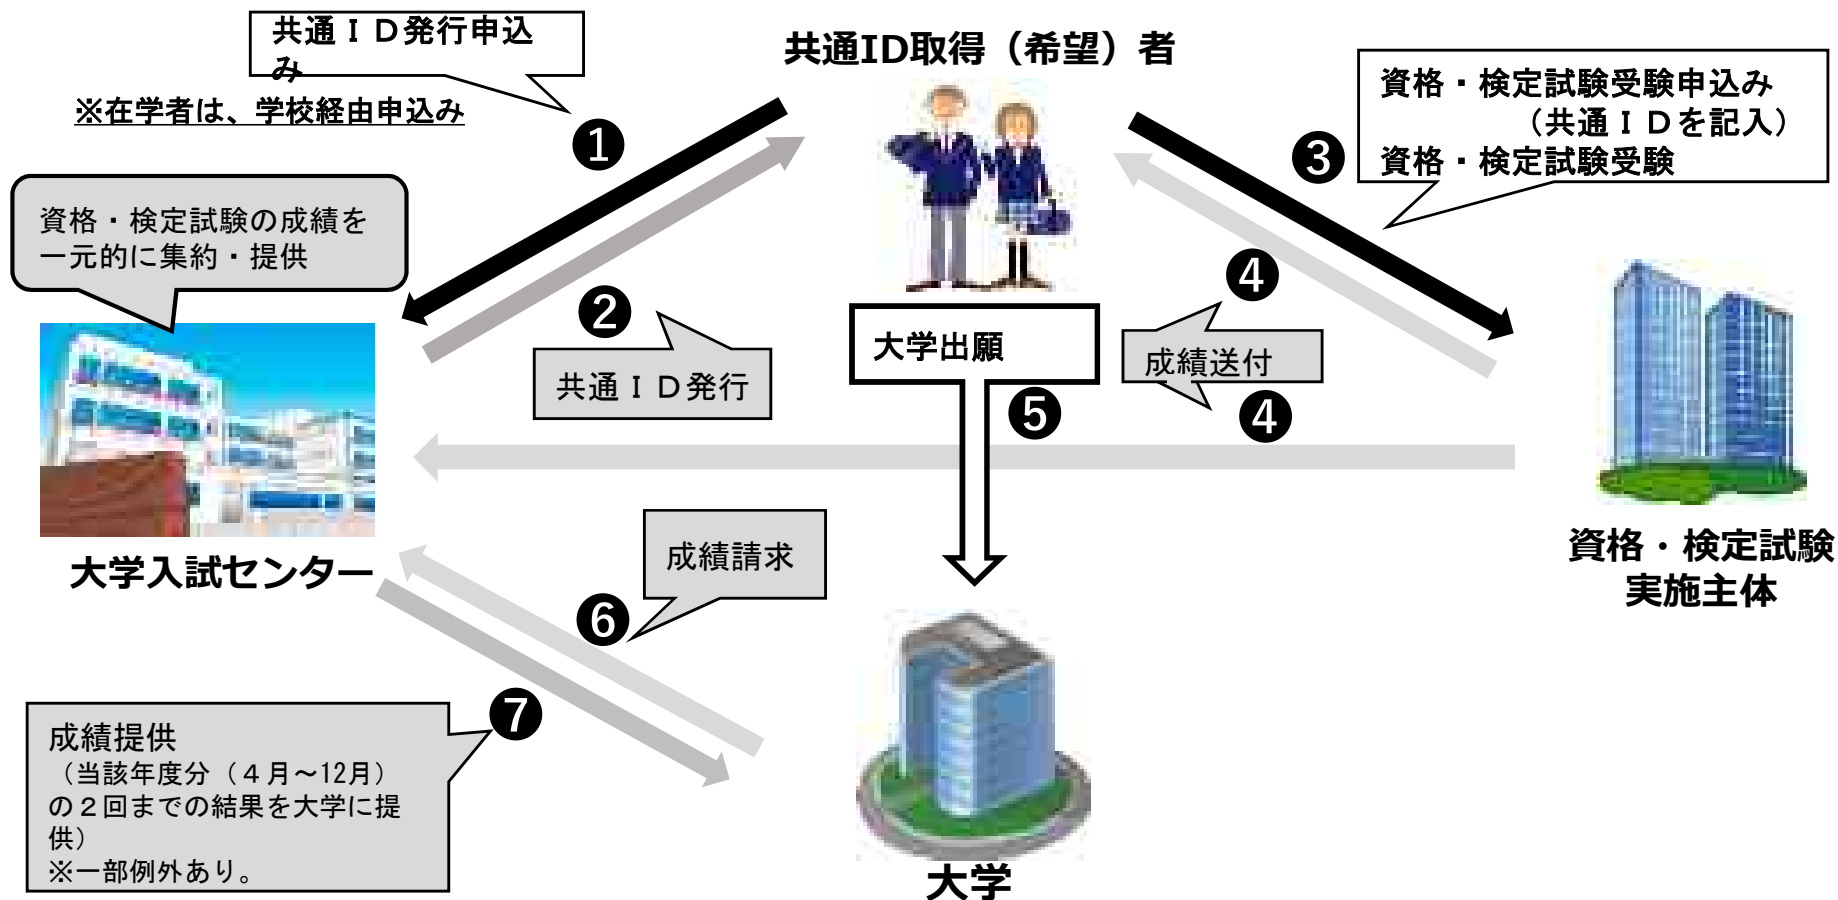 共通ＩＤ発行申込
み
※在学者は、学校経由申込み
共通ID取得（希望）者
資格・検定試験受験申込み
（共通ＩＤを記入）
資格・検定試験受験
❶
❸
資格・検定試験の成績を
一元的に集約・提供
❷
共通ＩＤ発行
大学出願
❹
成績送付
❹
❺
大学入試センター
成績請求
❻
資格・検定試験
実施主体
❼
成績提供
（当該年度分（４月～12月）
の２回までの結果を大学に提
供）
※一部例外あり。
大学